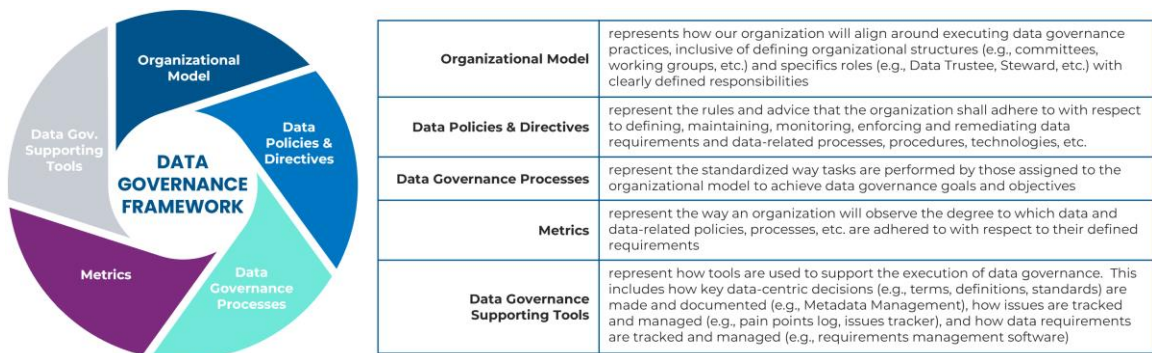 Organizational
Model
Data
Policies &
Directives
Data
Governance
Processes
Metrics
Data Gov.
Supporting
Tools
DATA
GOVERNANCE
FRAMEWORK
Organizational Model
represents how our organization will align around executing data governance
practices, inclusive of defining organizational structures (e.g., committees,
working groups, etc.) and specifics roles (e.g., Data Trustee, Steward, etc.) with
clearly defined responsibilities
Data Policies & Directives
represent the rules and advice that the organization shall adhere to with respect
to defining, maintaining, monitoring, enforcing and remediating data
requirements and data-related processes, procedures, technologies, etc.
Data Governance Processes
represent the standardized way tasks are performed by those assigned to the
organizational model to achieve data governance goals and objectives
Metrics
represent the way an organization will observe the degree to which data and
data-related policies, processes, etc. are adhered to with respect to their defined
requirements
Data Governance
Supporting Tools
represent how tools are used to support the execution of data governance. This
includes how key data-centric decisions (e.g., terms, definitions, standards) are
made and documented (e.g., Metadata Management), how issues are tracked
and managed (e.g., pain points log, issues tracker), and how data requirements
are tracked and managed (e.g., requirements management software)